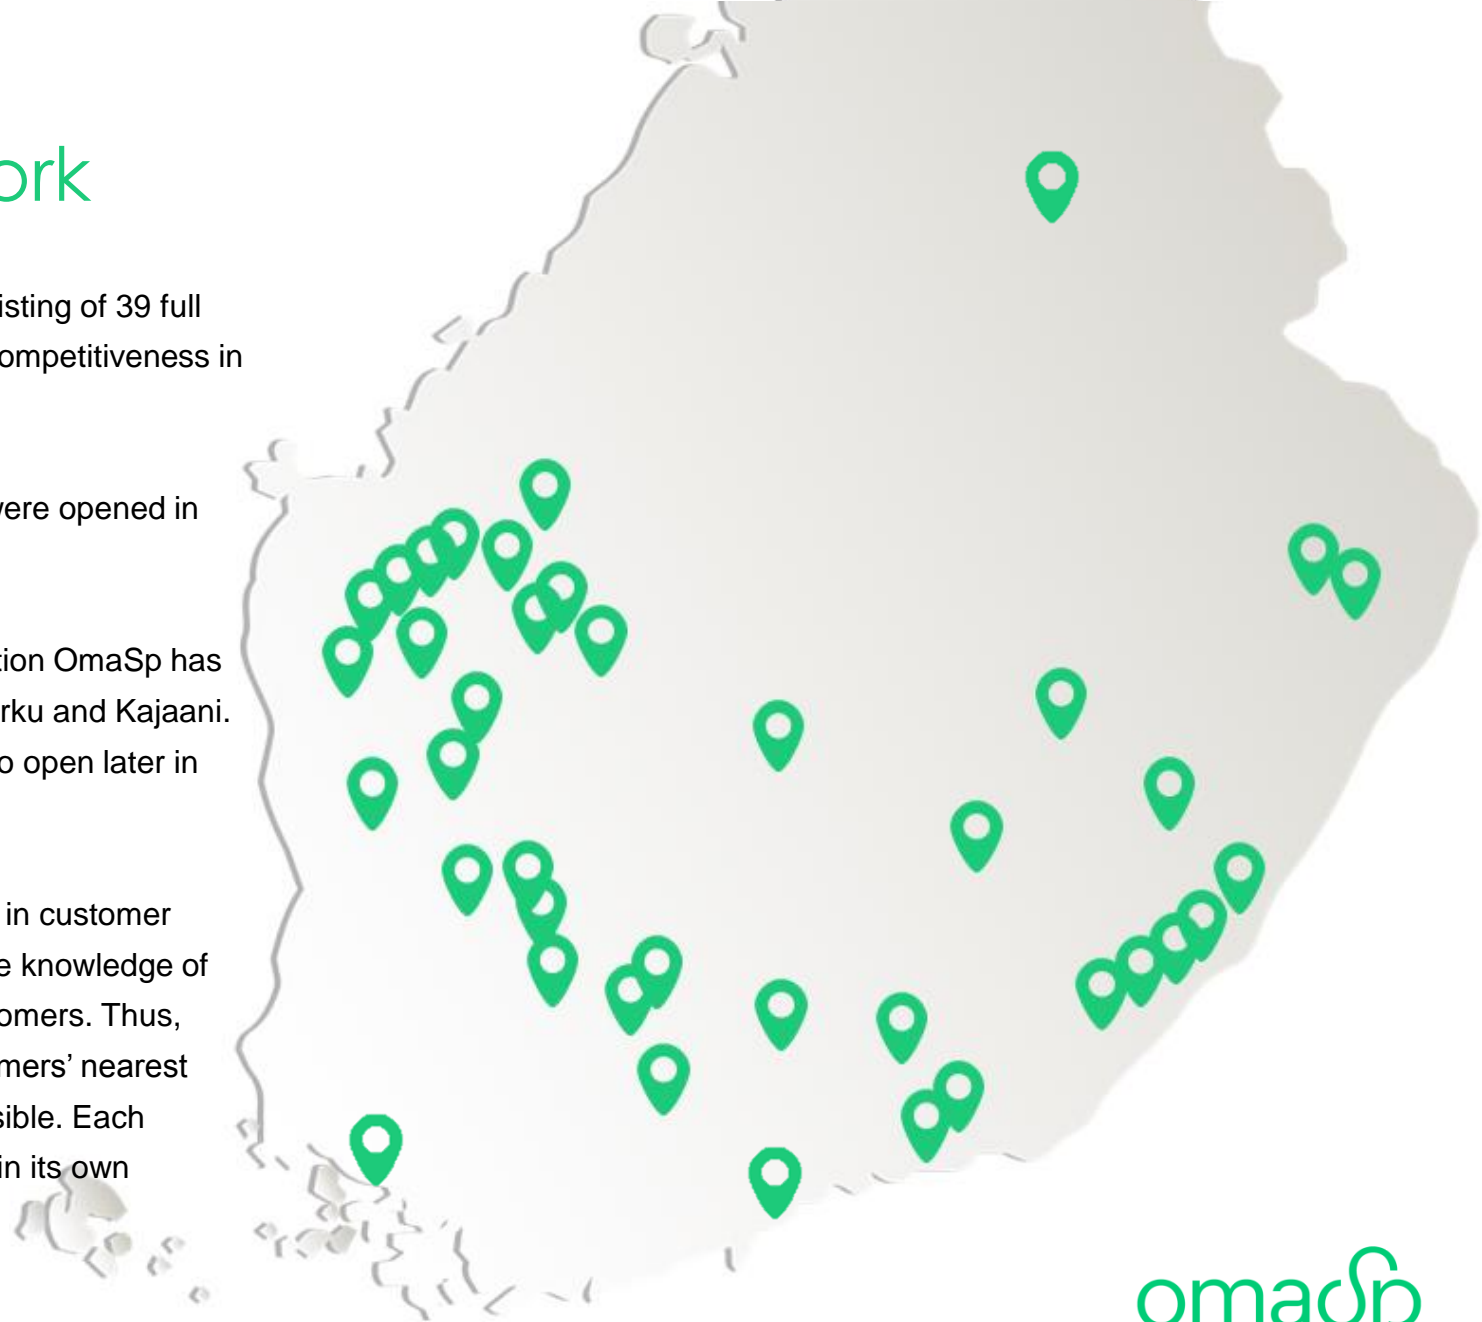 ork
isting of 39 full
ompetitiveness in
were opened in
tion OmaSp has
rku and Kajaani.
o open later in
in customer
e knowledge of
omers. Thus,
mers’ nearest
sible. Each
in its own
omaSp